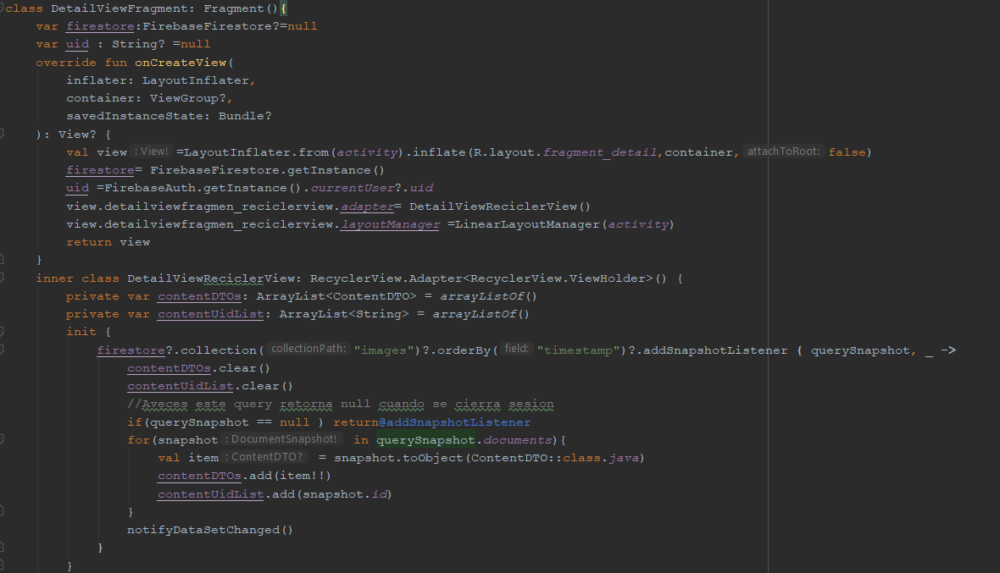 class DetailViewFragment: Fragment(){
    var firestore:FirebaseFirestore?=null
    var uid : String? =null
    override fun onCreateView(
        inflater: LayoutInflater,
        container: ViewGroup?,
        savedInstanceState: Bundle?
    ): View? {
        val view : View! =LayoutInflater.from(activity).inflate(R.layout.fragment_detail,container, attachToRoot: false)
        firestore= FirebaseFirestore.getInstance()
        uid =FirebaseAuth.getInstance().currentUser?.uid
        view.detailviewfragmen_reciclerview.adapter= DetailViewReciclerView()
        view.detailviewfragmen_reciclerview.layoutManager =LinearLayoutManager(activity)
        return view
    }
    inner class DetailViewReciclerView: RecyclerView.Adapter<RecyclerView.ViewHolder>() {
        private var contentDTOs: ArrayList<ContentDTO> = arrayListOf()
        private var contentUidList: ArrayList<String> = arrayListOf()
        init {
            firestore?.collection( collectionPath: "images")?.orderBy( field: "timestamp")?.addSnapshotListener { querySnapshot, _ ->
                contentDTOs.clear()
                contentUidList.clear()
                //Aveces este query retorna null cuando se cierra sesion
                if(querySnapshot == null ) return@addSnapshotListener
                for(snapshot : DocumentSnapshot! in querySnapshot.documents){
                    val item : ContentDTO? = snapshot.toObject(ContentDTO::class.java)
                    contentDTOs.add(item!!)
                    contentUidList.add(snapshot.id)
                }
                notifyDataSetChanged()
            }
        }